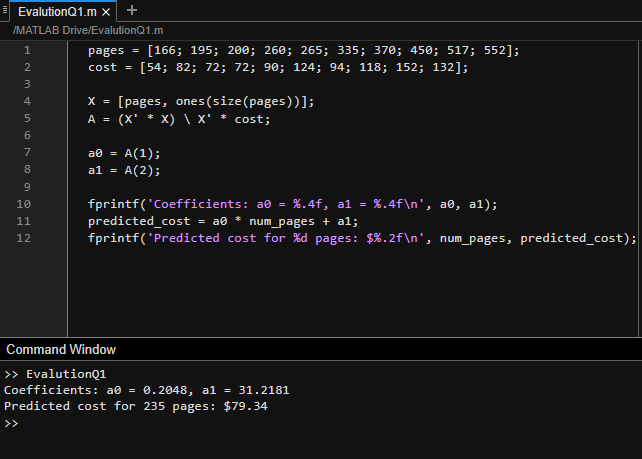 EvalutionQ1.m × +
/MATLAB Drive/EvalutionQ1.m
1 pages = [166; 195; 200; 260; 265; 335; 370; 450; 517; 552];
2 cost = [54; 82; 72; 72; 90; 124; 94; 118; 152; 132];
3
4 X = [pages, ones(size(pages))];
5 A = (X' * X) \ X' * cost;
6
7 a0 = A(1);
8 a1 = A(2);
9
10 fprintf('Coefficients: a0 = %.4f, a1 = %.4f\n', a0, a1);
11 predicted_cost = a0 * num_pages + a1;
12 fprintf('Predicted cost for %d pages: $%.2f\n', num_pages, predicted_cost);
Command Window
>> EvalutionQ1
Coefficients: a0 = 0.2048, a1 = 31.2181
Predicted cost for 235 pages: $79.34
>>